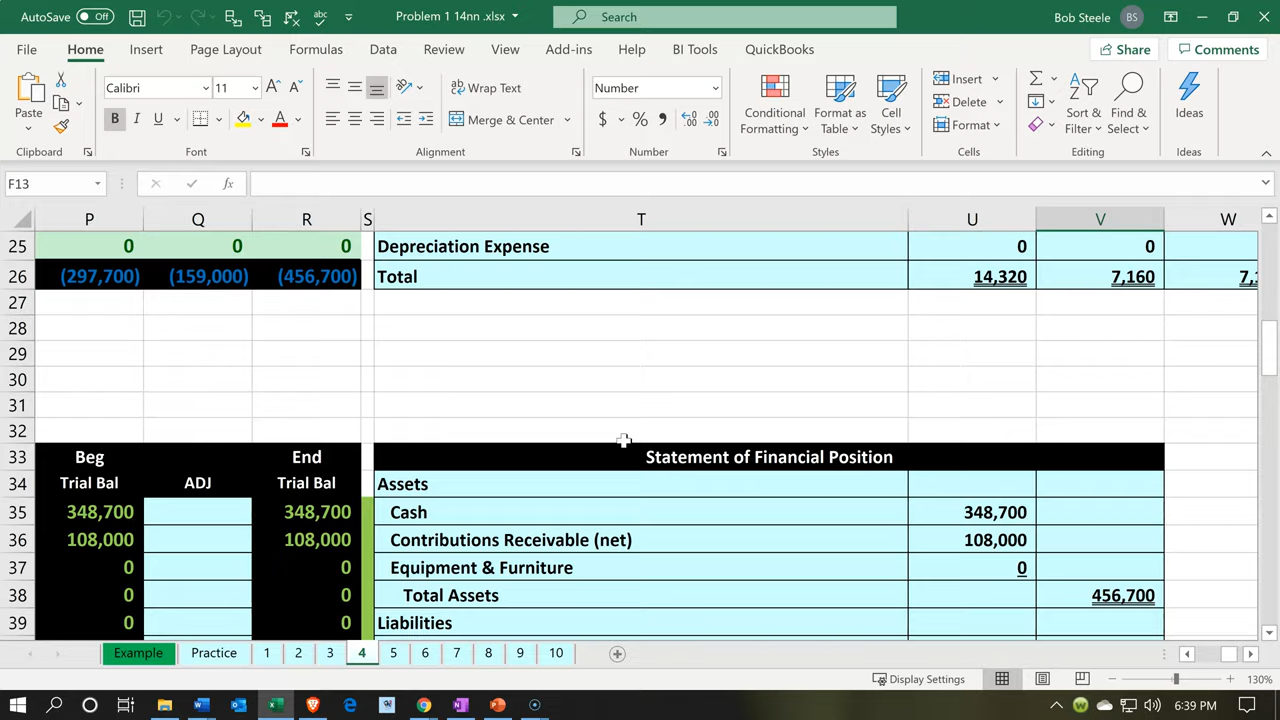 AutoSave Off Problem 1 14nn .xlsx Search Bob Steele BS
File Home Insert Page Layout Formulas Data Review View Add-ins Help BI Tools QuickBooks Share Comments
Paste Calibri 11 Wrap Text Merge & Center Number Conditional Formatting Format as Table Cell Styles Insert Delete Format Sort & Filter Find & Select Ideas
Clipboard Font Alignment Number Styles Cells Editing Ideas
F13 fx
P Q R S T U V W
25 0 0 0 Depreciation Expense 0 0
26 (297,700) (159,000) (456,700) Total 14,320 7,160
27
28
29
30
31
32
33 Beg End Statement of Financial Position
34 Trial Bal ADJ Trial Bal Assets
35 348,700 348,700 Cash 348,700
36 108,000 108,000 Contributions Receivable (net) 108,000
37 0 0 Equipment & Furniture 0
38 0 0 Total Assets 456,700
39 0 0 Liabilities
Example Practice 1 2 3 4 5 6 7 8 9 10
Display Settings 130%
6:39 PM